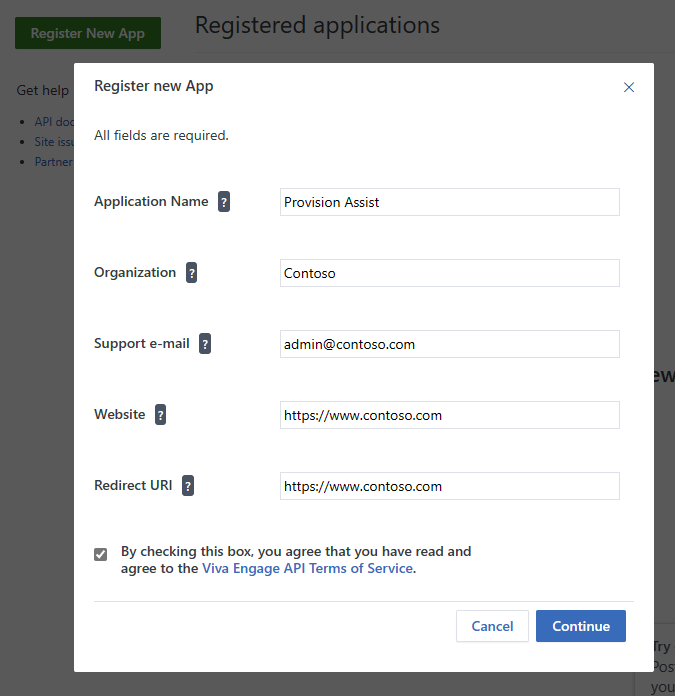 Register New App
Registered applications
Get help
API doc
Site issu
Partner
Register new App
All fields are required.
Application Name ?
Provision Assist
Organization ?
Contoso
Support e-mail ?
admin@contoso.com
Website ?
https://www.contoso.com
Redirect URI ?
https://www.contoso.com
By checking this box, you agree that you have read and
agree to the Viva Engage API Terms of Service.
Cancel
Continue
ew
Try
Pos
you